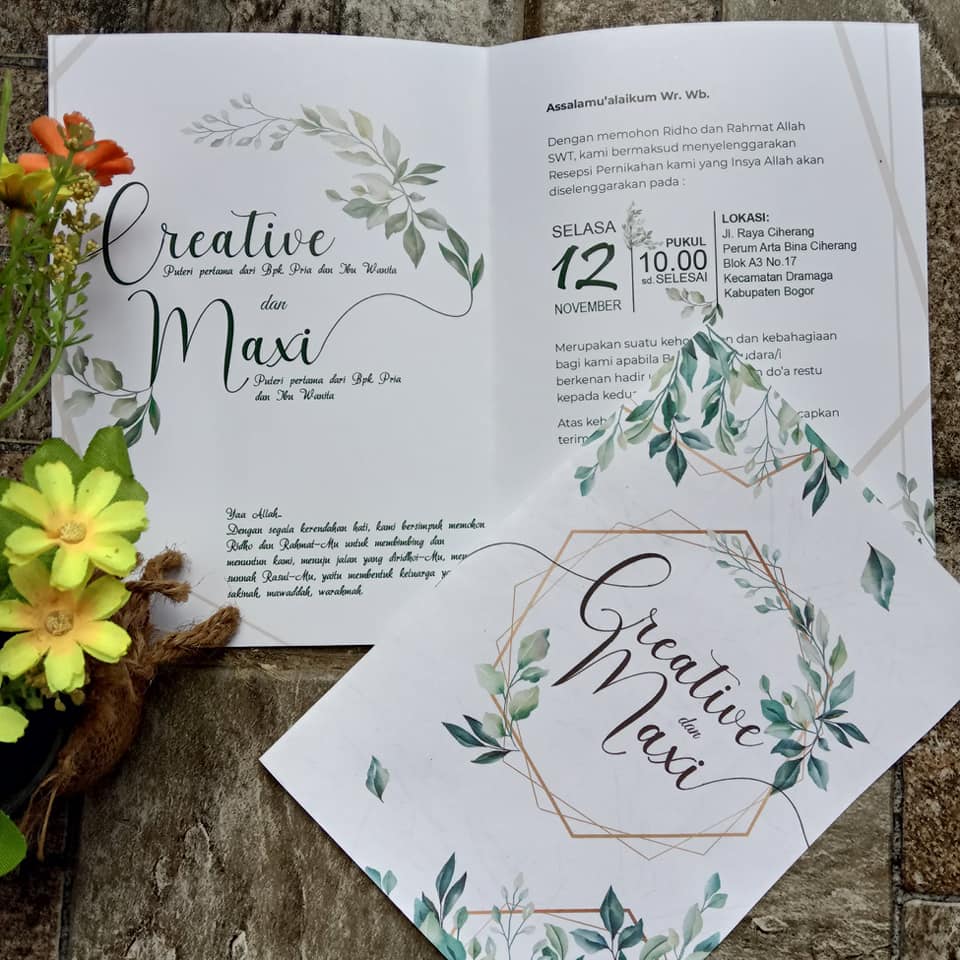 Creative
Puteri pertama dari Bpk. Pria dan Ibu Wanita
dan
Maxi
Puteri pertama dari Bpk. Pria
dan Ibu Wanita
Yaa Allah..
Dengan segala kerendahan hati, kami bersimpuh memohon
Ridho dan Rahmat-Mu untuk membimbing dan
menuntun kami, menuju jalan yang diridhoi-Mu,
sunnah Rasul-Mu, yaitu membentuk keluarga
sakinah, mawaddah, warahmah.
Assalamu'alaikum Wr. Wb.
Dengan memohon Ridho dan Rahmat Allah
SWT, kami bermaksud menyelenggarakan
Resepsi Pernikahan kami yang Insya Allah akan
diselenggarakan pada :
SELASA
12
NOVEMBER
PUKUL
10.00
sd. SELESAI
LOKASI:
Jl. Raya Ciherang
Perum Arta Bina Ciherang
Blok A3 No.17
Kecamatan Dramaga
Kabupaten Bogor
Merupakan suatu dan kebahagiaan
bagi kami apabila
berkenan hadir do'a restu
kepada
Atas
Creative
dan
Maxi